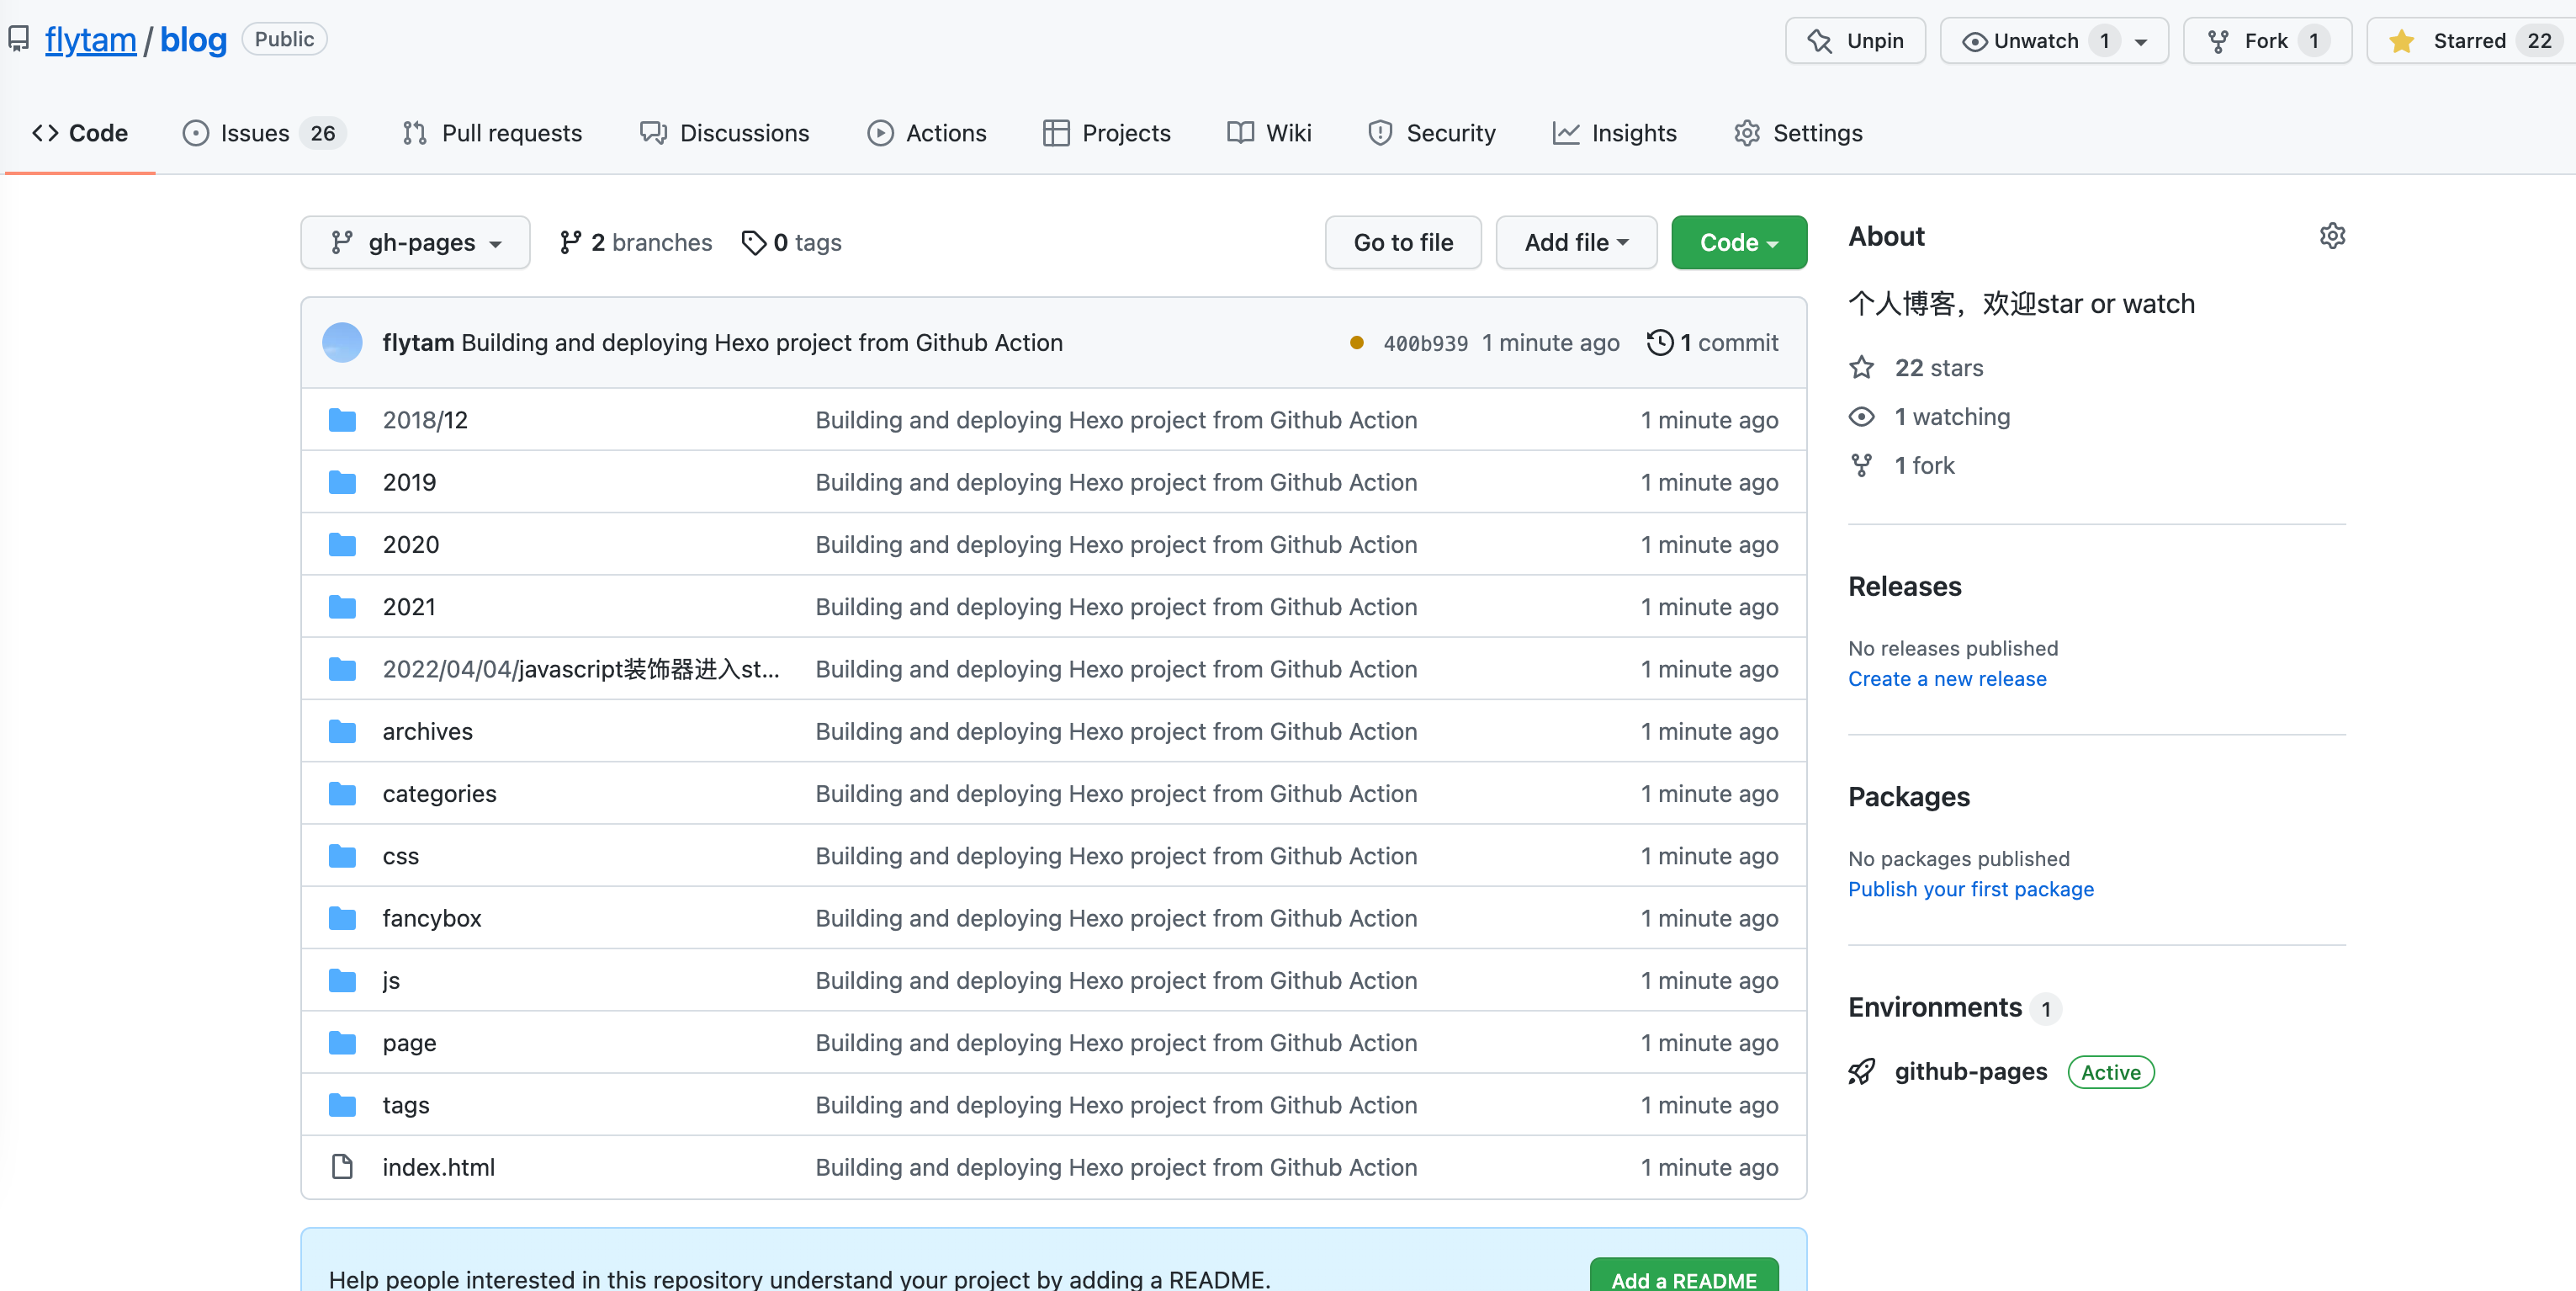 flytam / blog Public Unpin Unwatch 1 Fork 1 Starred 22
Code Issues 26 Pull requests Discussions Actions Projects Wiki Security Insights Settings
gh-pages 2 branches 0 tags Go to file Add file Code
flytam Building and deploying Hexo project from Github Action 400b939 1 minute ago 1 commit
2018/12 Building and deploying Hexo project from Github Action 1 minute ago
2019 Building and deploying Hexo project from Github Action 1 minute ago
2020 Building and deploying Hexo project from Github Action 1 minute ago
2021 Building and deploying Hexo project from Github Action 1 minute ago
2022/04/04/javascript装饰器进入st... Building and deploying Hexo project from Github Action 1 minute ago
archives Building and deploying Hexo project from Github Action 1 minute ago
categories Building and deploying Hexo project from Github Action 1 minute ago
css Building and deploying Hexo project from Github Action 1 minute ago
fancybox Building and deploying Hexo project from Github Action 1 minute ago
js Building and deploying Hexo project from Github Action 1 minute ago
page Building and deploying Hexo project from Github Action 1 minute ago
tags Building and deploying Hexo project from Github Action 1 minute ago
index.html Building and deploying Hexo project from Github Action 1 minute ago
Help people interested in this repository understand your project by adding a README. Add a README
About
个人博客，欢迎star or watch
22 stars
1 watching
1 fork
Releases
No releases published
Create a new release
Packages
No packages published
Publish your first package
Environments 1
github-pages Active